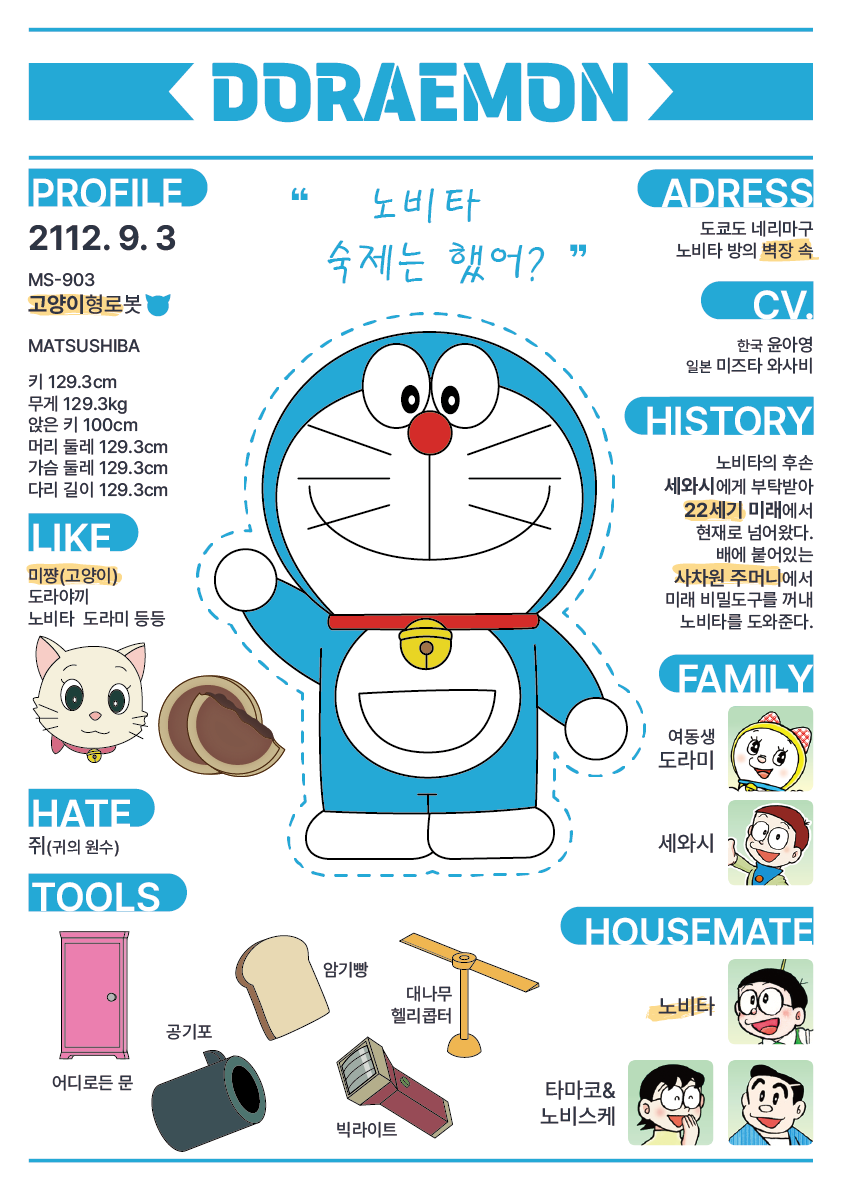 DORAEMON
PROFILE
2112. 9. 3
MS-903
고양이형로봇
MATSUSHIBA
키 129.3cm
무게 129.3kg
앉은 키 100cm
머리 둘레 129.3cm
가슴 둘레 129.3cm
다리 길이 129.3cm
LIKE
미쨩(고양이)
도라야끼
노비타 도라미 등등
HATE
쥐(귀의 원수)
TOOLS
어디로든 문
공기포
암기빵
대나무
헬리콥터
빅라이트
“ 노비타
숙제는 했어? ”
ADRESS
도쿄도 네리마구
노비타 방의 벽장 속
CV.
한국 윤아영
일본 미즈타 와사비
HISTORY
노비타의 후손
세와시에게 부탁받아
22세기 미래에서
현재로 넘어왔다.
배에 붙어있는
사차원 주머니에서
미래 비밀도구를 꺼내
노비타를 도와준다.
FAMILY
여동생
도라미
세와시
HOUSEMATE
노비타
타마코&
노비스케